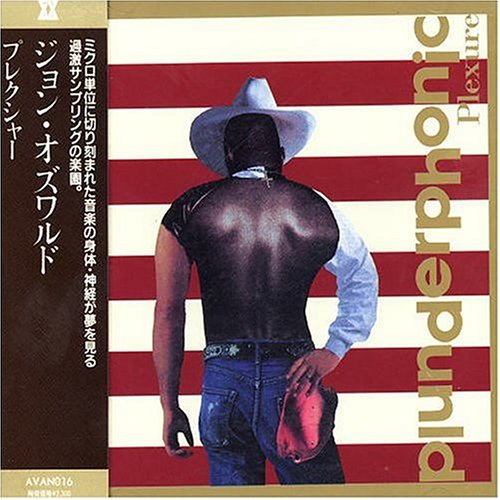 ジョン・オズワルド
プレクシャー
ミクロ単位に切り刻まれた音楽の身体・神経が夢を見る
過激サンプリングの楽園。
AVAN016
plunderphonic
Plexure